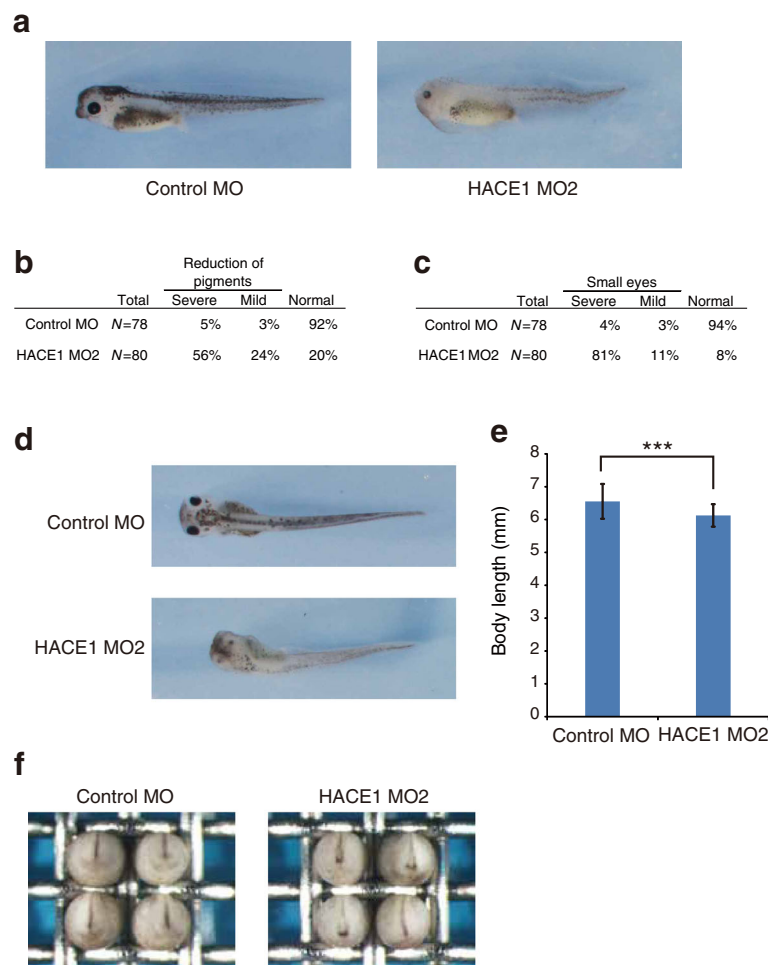 a
Control MO
HACE1 MO2
b
Reduction of
pigments
Total Severe Mild Normal
Control MO N=78 5% 3% 92%
HACE1 MO2 N=80 56% 24% 20%
c
Small eyes
Total Severe Mild Normal
Control MO N=78 4% 3% 94%
HACE1 MO2 N=80 81% 11% 8%
d
Control MO
HACE1 MO2
e
***
8
7
6
5
4
3
2
1
0
Body length (mm)
Control MO HACE1 MO2
f
Control MO
HACE1 MO2